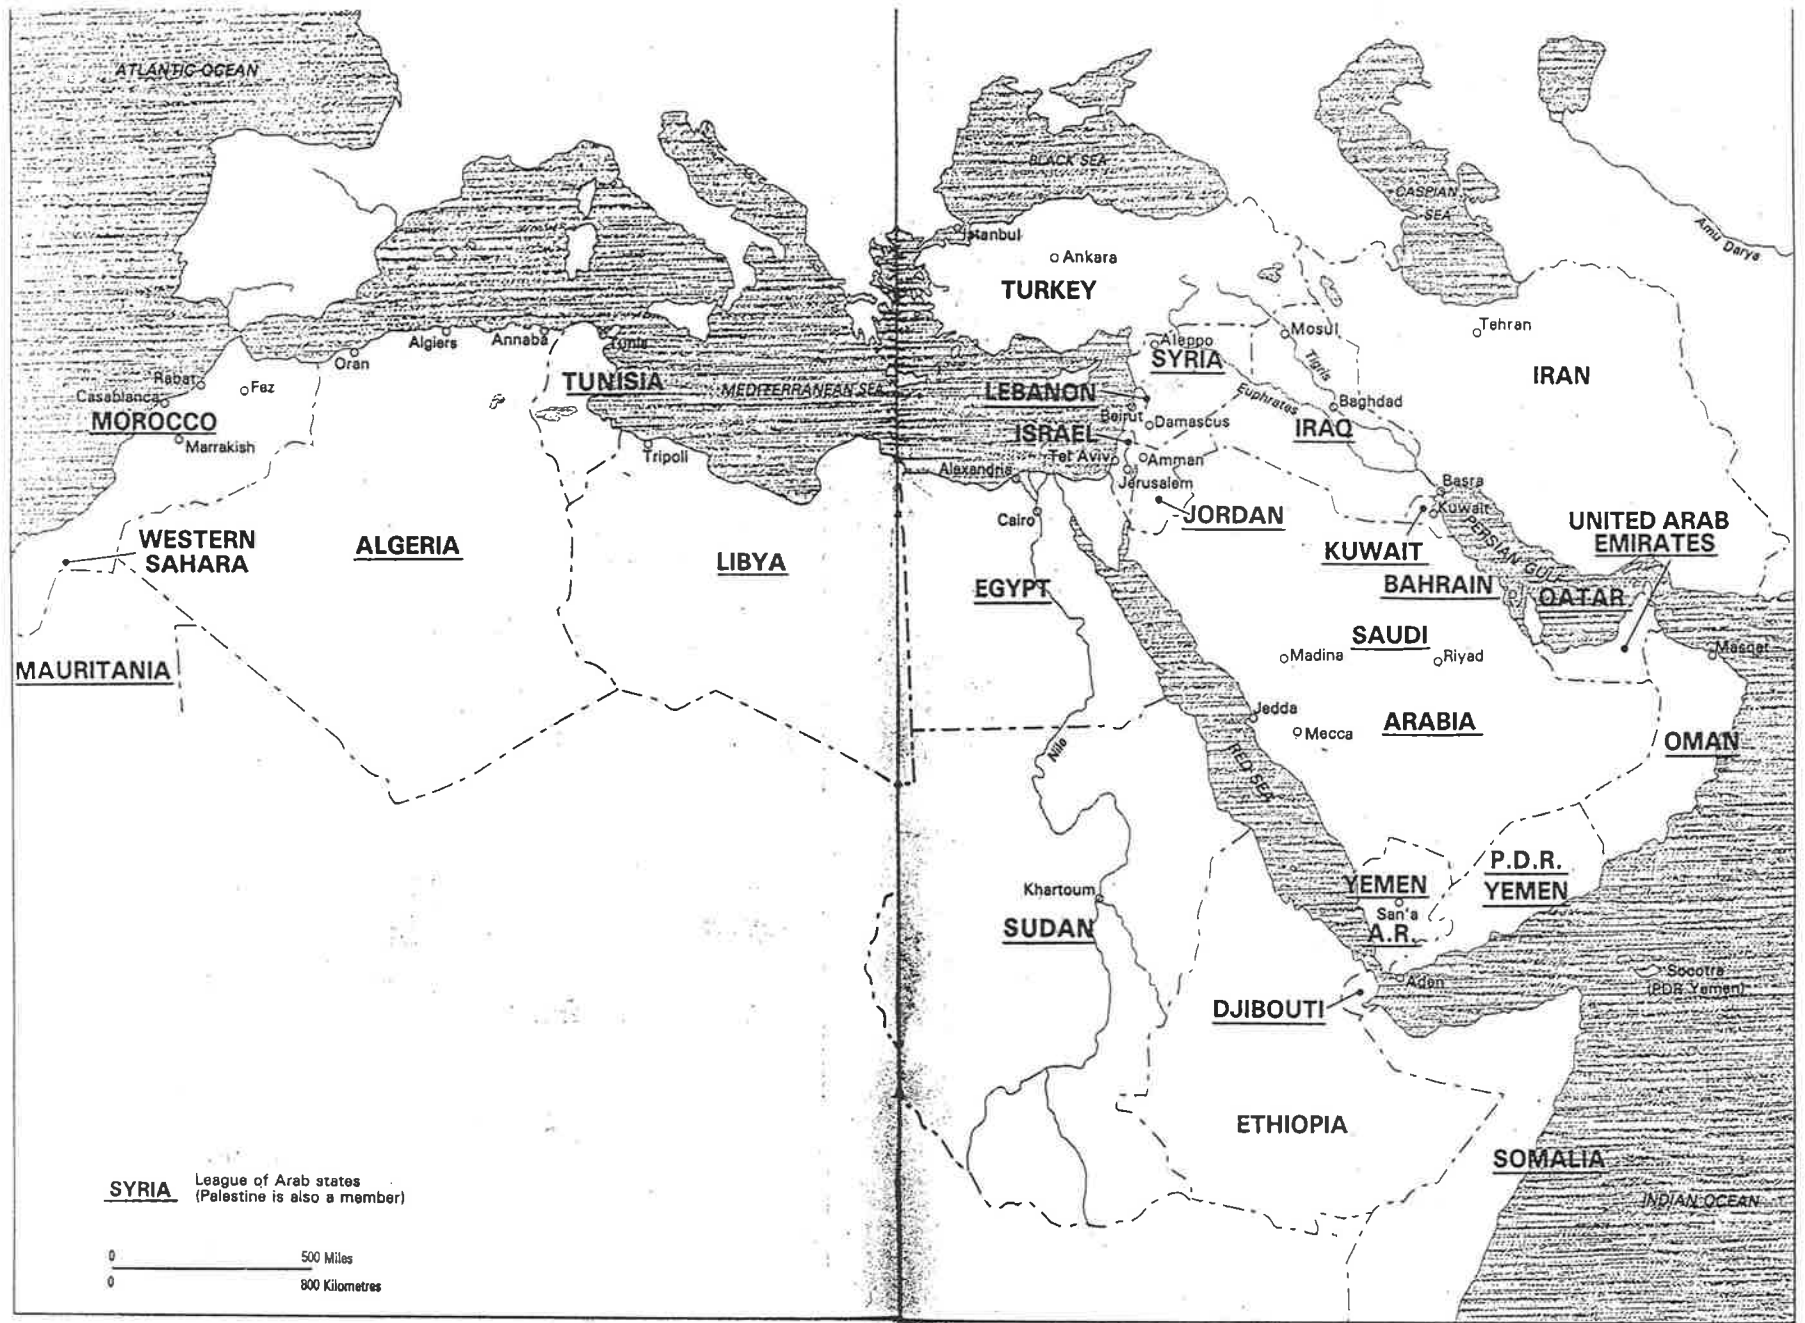 ATLANTIC OCEAN
BLACK SEA
CASPIAN
SEA
Amu Darya
Istanbul
Ankara
TURKEY
Tehran
IRAN
Mosul
Tigris
Aleppo
SYRIA
Euphrates
Baghdad
IRAQ
LEBANON
Beirut
Damascus
ISRAEL
Tel Aviv
Amman
Jerusalem
JORDAN
Basra
Kuwait
KUWAIT
PERSIAN GULF
BAHRAIN
QATAR
UNITED ARAB
EMIRATES
Algiers
Annaba
Tunis
Oran
TUNISIA
MEDITERRANEAN SEA
Rabat
Fez
Casablanca
MOROCCO
Marrakish
Tripoli
Alexandria
Cairo
WESTERN
SAHARA
ALGERIA
LIBYA
EGYPT
MAURITANIA
SAUDI
Madina
Riyad
Masqat
Jedda
Mecca
ARABIA
OMAN
Nile
RED SEA
P.D.R.
YEMEN
YEMEN
San'a
A.R.
Khartoum
SUDAN
Aden
Socotra
(PDR Yemen)
DJIBOUTI
ETHIOPIA
SOMALIA
INDIAN OCEAN
SYRIA
League of Arab states
(Palestine is also a member)
0 500 Miles
0 800 Kilometres